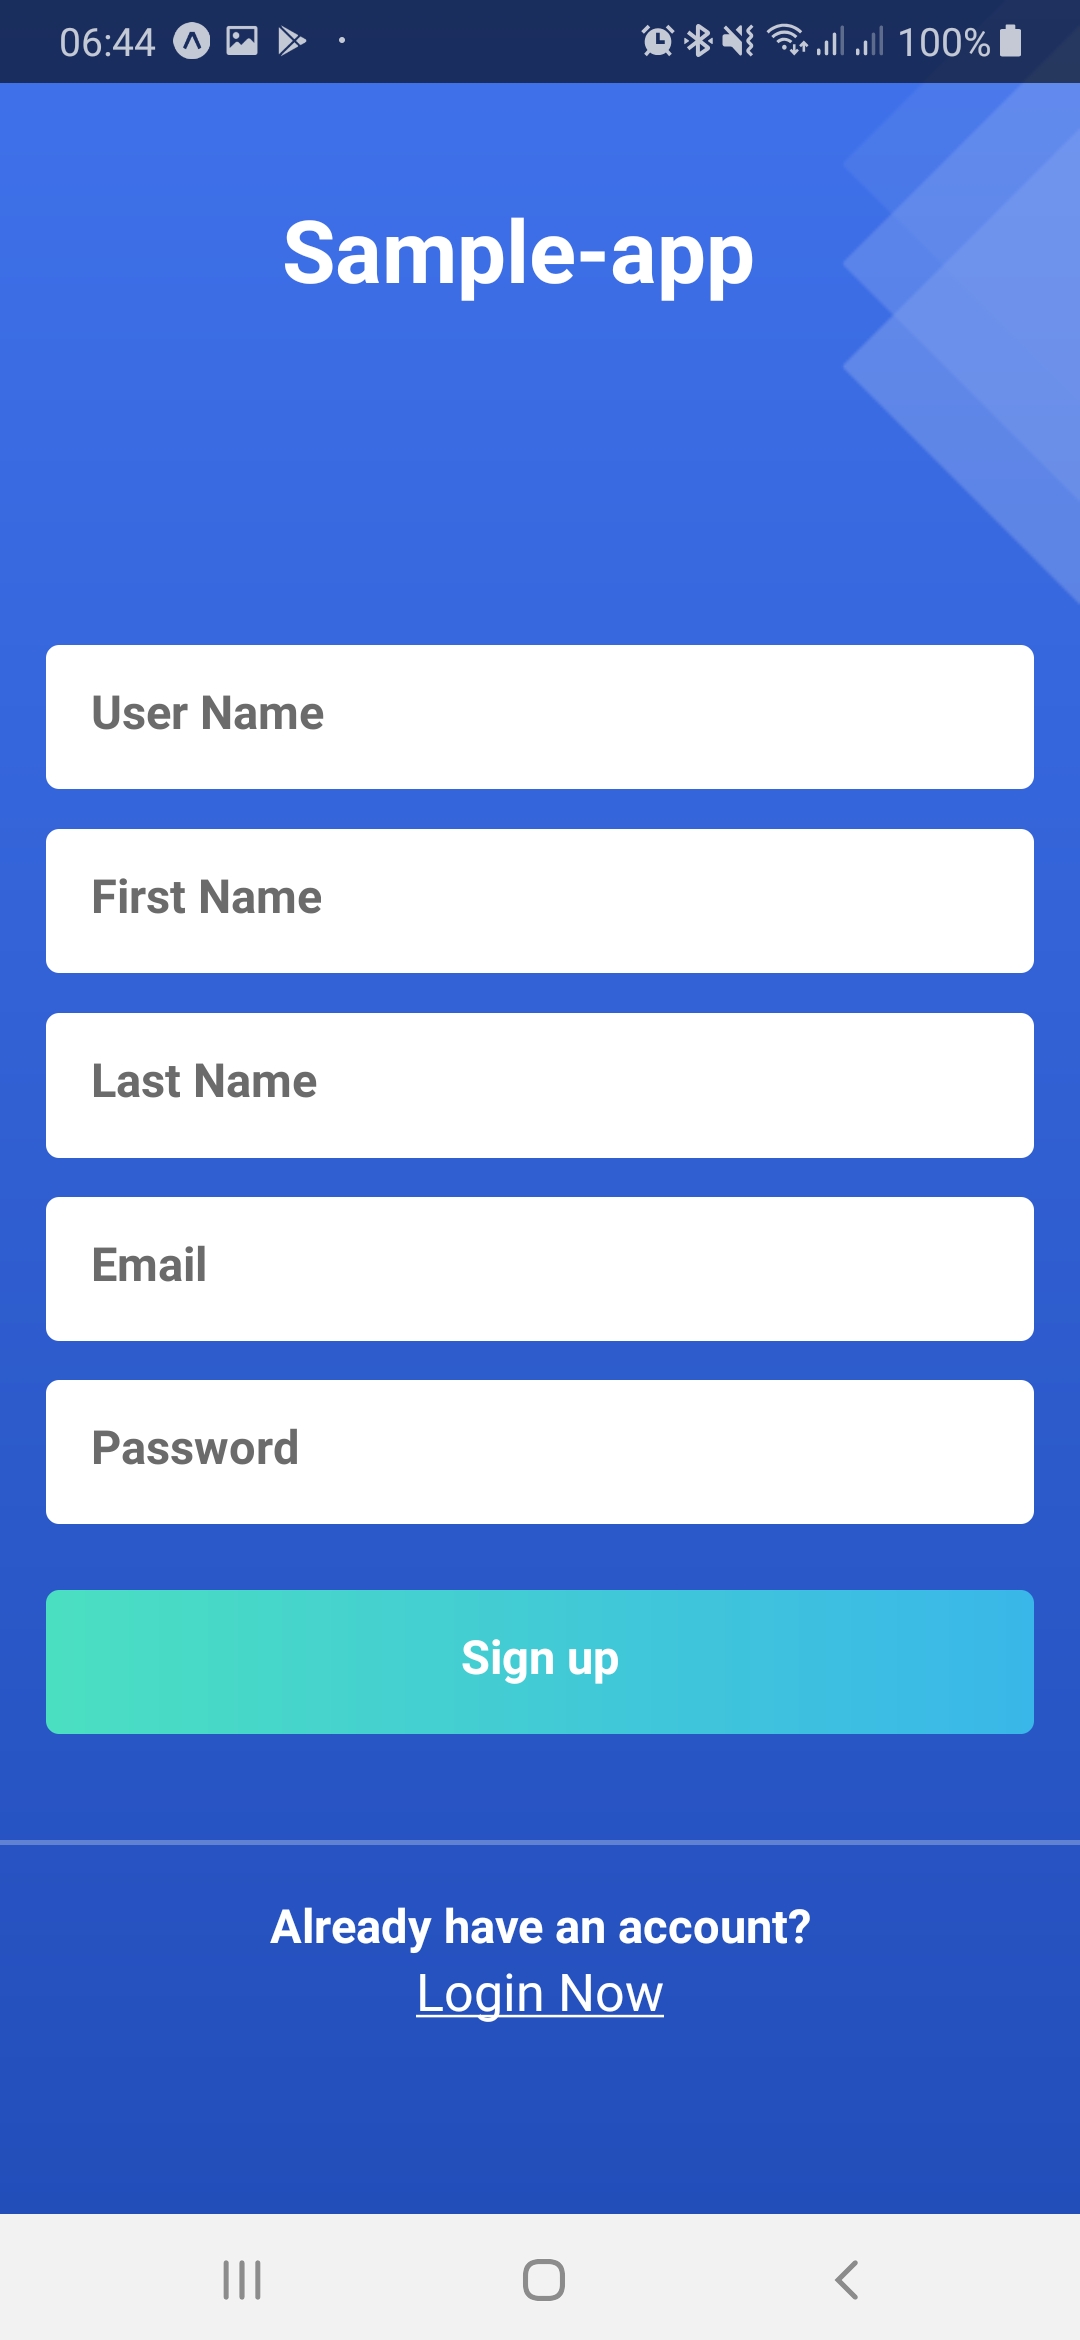 06:44 100%
Sample-app
User Name
First Name
Last Name
Email
Password
Sign up
Already have an account?
Login Now